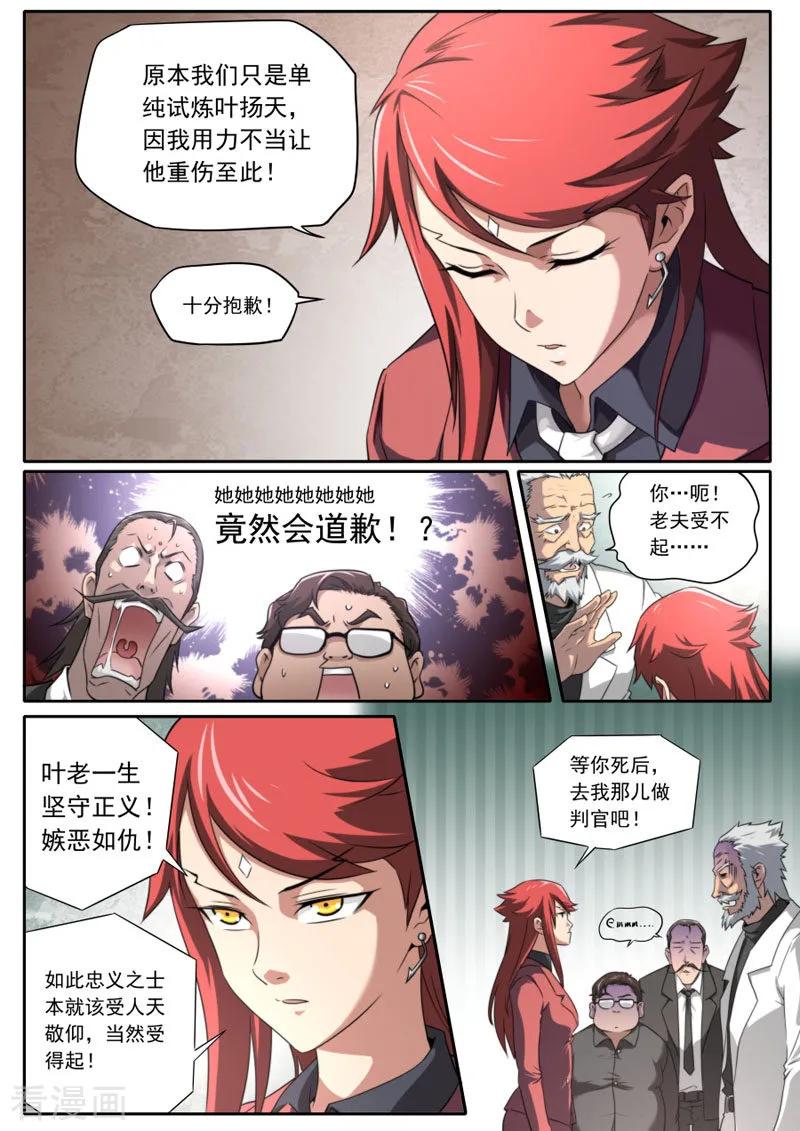 原本我们只是单
纯试炼叶扬天，
因我用力不当让
他重伤至此！
十分抱歉！
她她她她她她她她
竟然会道歉！？
你…呃！
老夫受不
起……
叶老一生
坚守正义！
嫉恶如仇！
如此忠义之士
本就该受人天
敬仰，当然受
得起！
等你死后，
去我那儿做
判官吧！
emmm....
看漫画